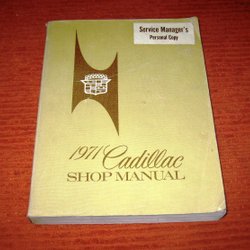 Service Manager's
Personal Copy
1971 Cadillac
SHOP MANUAL